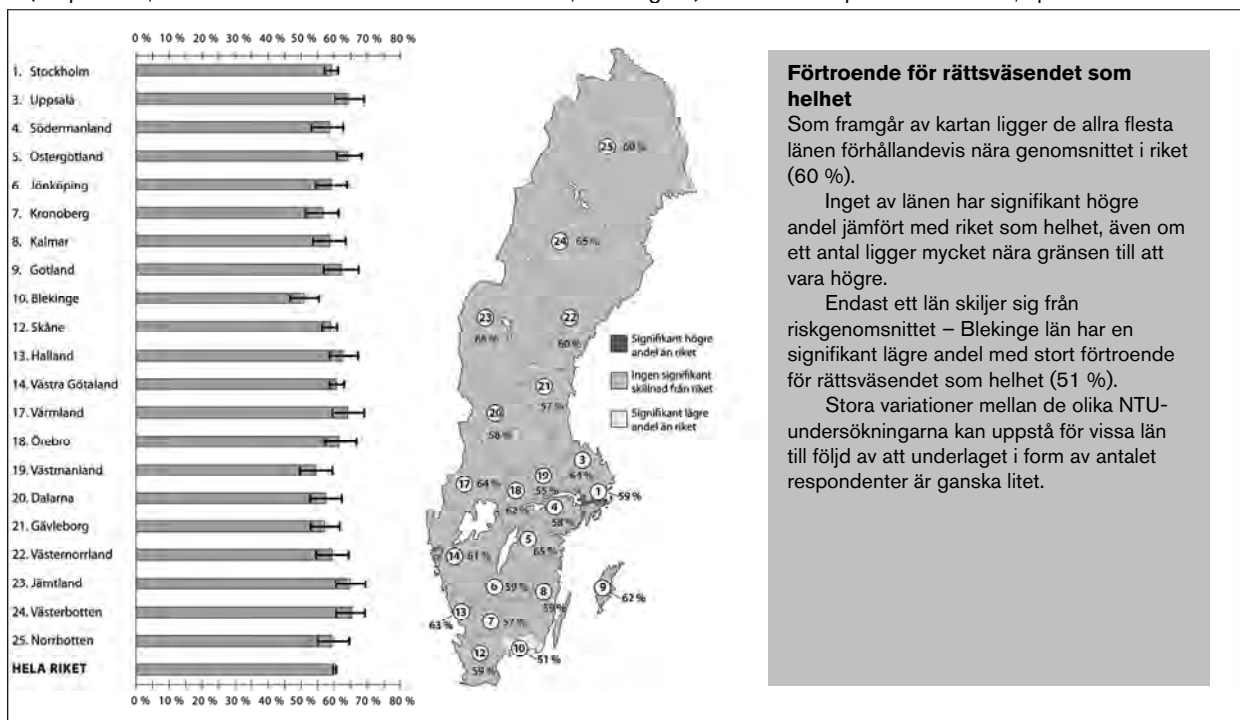 0 % 10 % 20 % 30 % 40 % 50 % 60 % 70 % 80 %
1. Stockholm
3. Uppsala
4. Södermanland
5. Östergötland
6. Jönköping
7. Kronoberg
8. Kalmar
9. Gotland
10. Blekinge
12. Skåne
13. Halland
14. Västra Götaland
17. Värmland
18. Örebro
19. Västmanland
20. Dalarna
21. Gävleborg
22. Västernorrland
23. Jämtland
24. Västerbotten
25. Norrbotten
HELA RIKET
0 % 10 % 20 % 30 % 40 % 50 % 60 % 70 % 80 %
25 60 %
24 65 %
23
22
60 %
21
57 %
20
58 %
3
64 %
17 64 %
18
62 %
19
55 %
1
59 %
4
5
65 %
14 61 %
6 59 %
8
59 %
9
62 %
13
63 %
7 57 %
10
51 %
12
59 %
Signifikant högre
andel än riket
Ingen signifikant
skillnad från riket
Signifikant lägre
andel än riket
Förtroende för rättsväsendet som
helhet
Som framgår av kartan ligger de allra flesta
länen förhållandevis nära genomsnittet i riket
(60 %).
Inget av länen har signifikant högre
andel jämfört med riket som helhet, även om
ett antal ligger mycket nära gränsen till att
vara högre.
Endast ett län skiljer sig från
riskgenomsnittet – Blekinge län har en
signifikant lägre andel med stort förtroende
för rättsväsendet som helhet (51 %).
Stora variationer mellan de olika NTU-
undersökningarna kan uppstå för vissa län
till följd av att underlaget i form av antalet
respondenter är ganska litet.